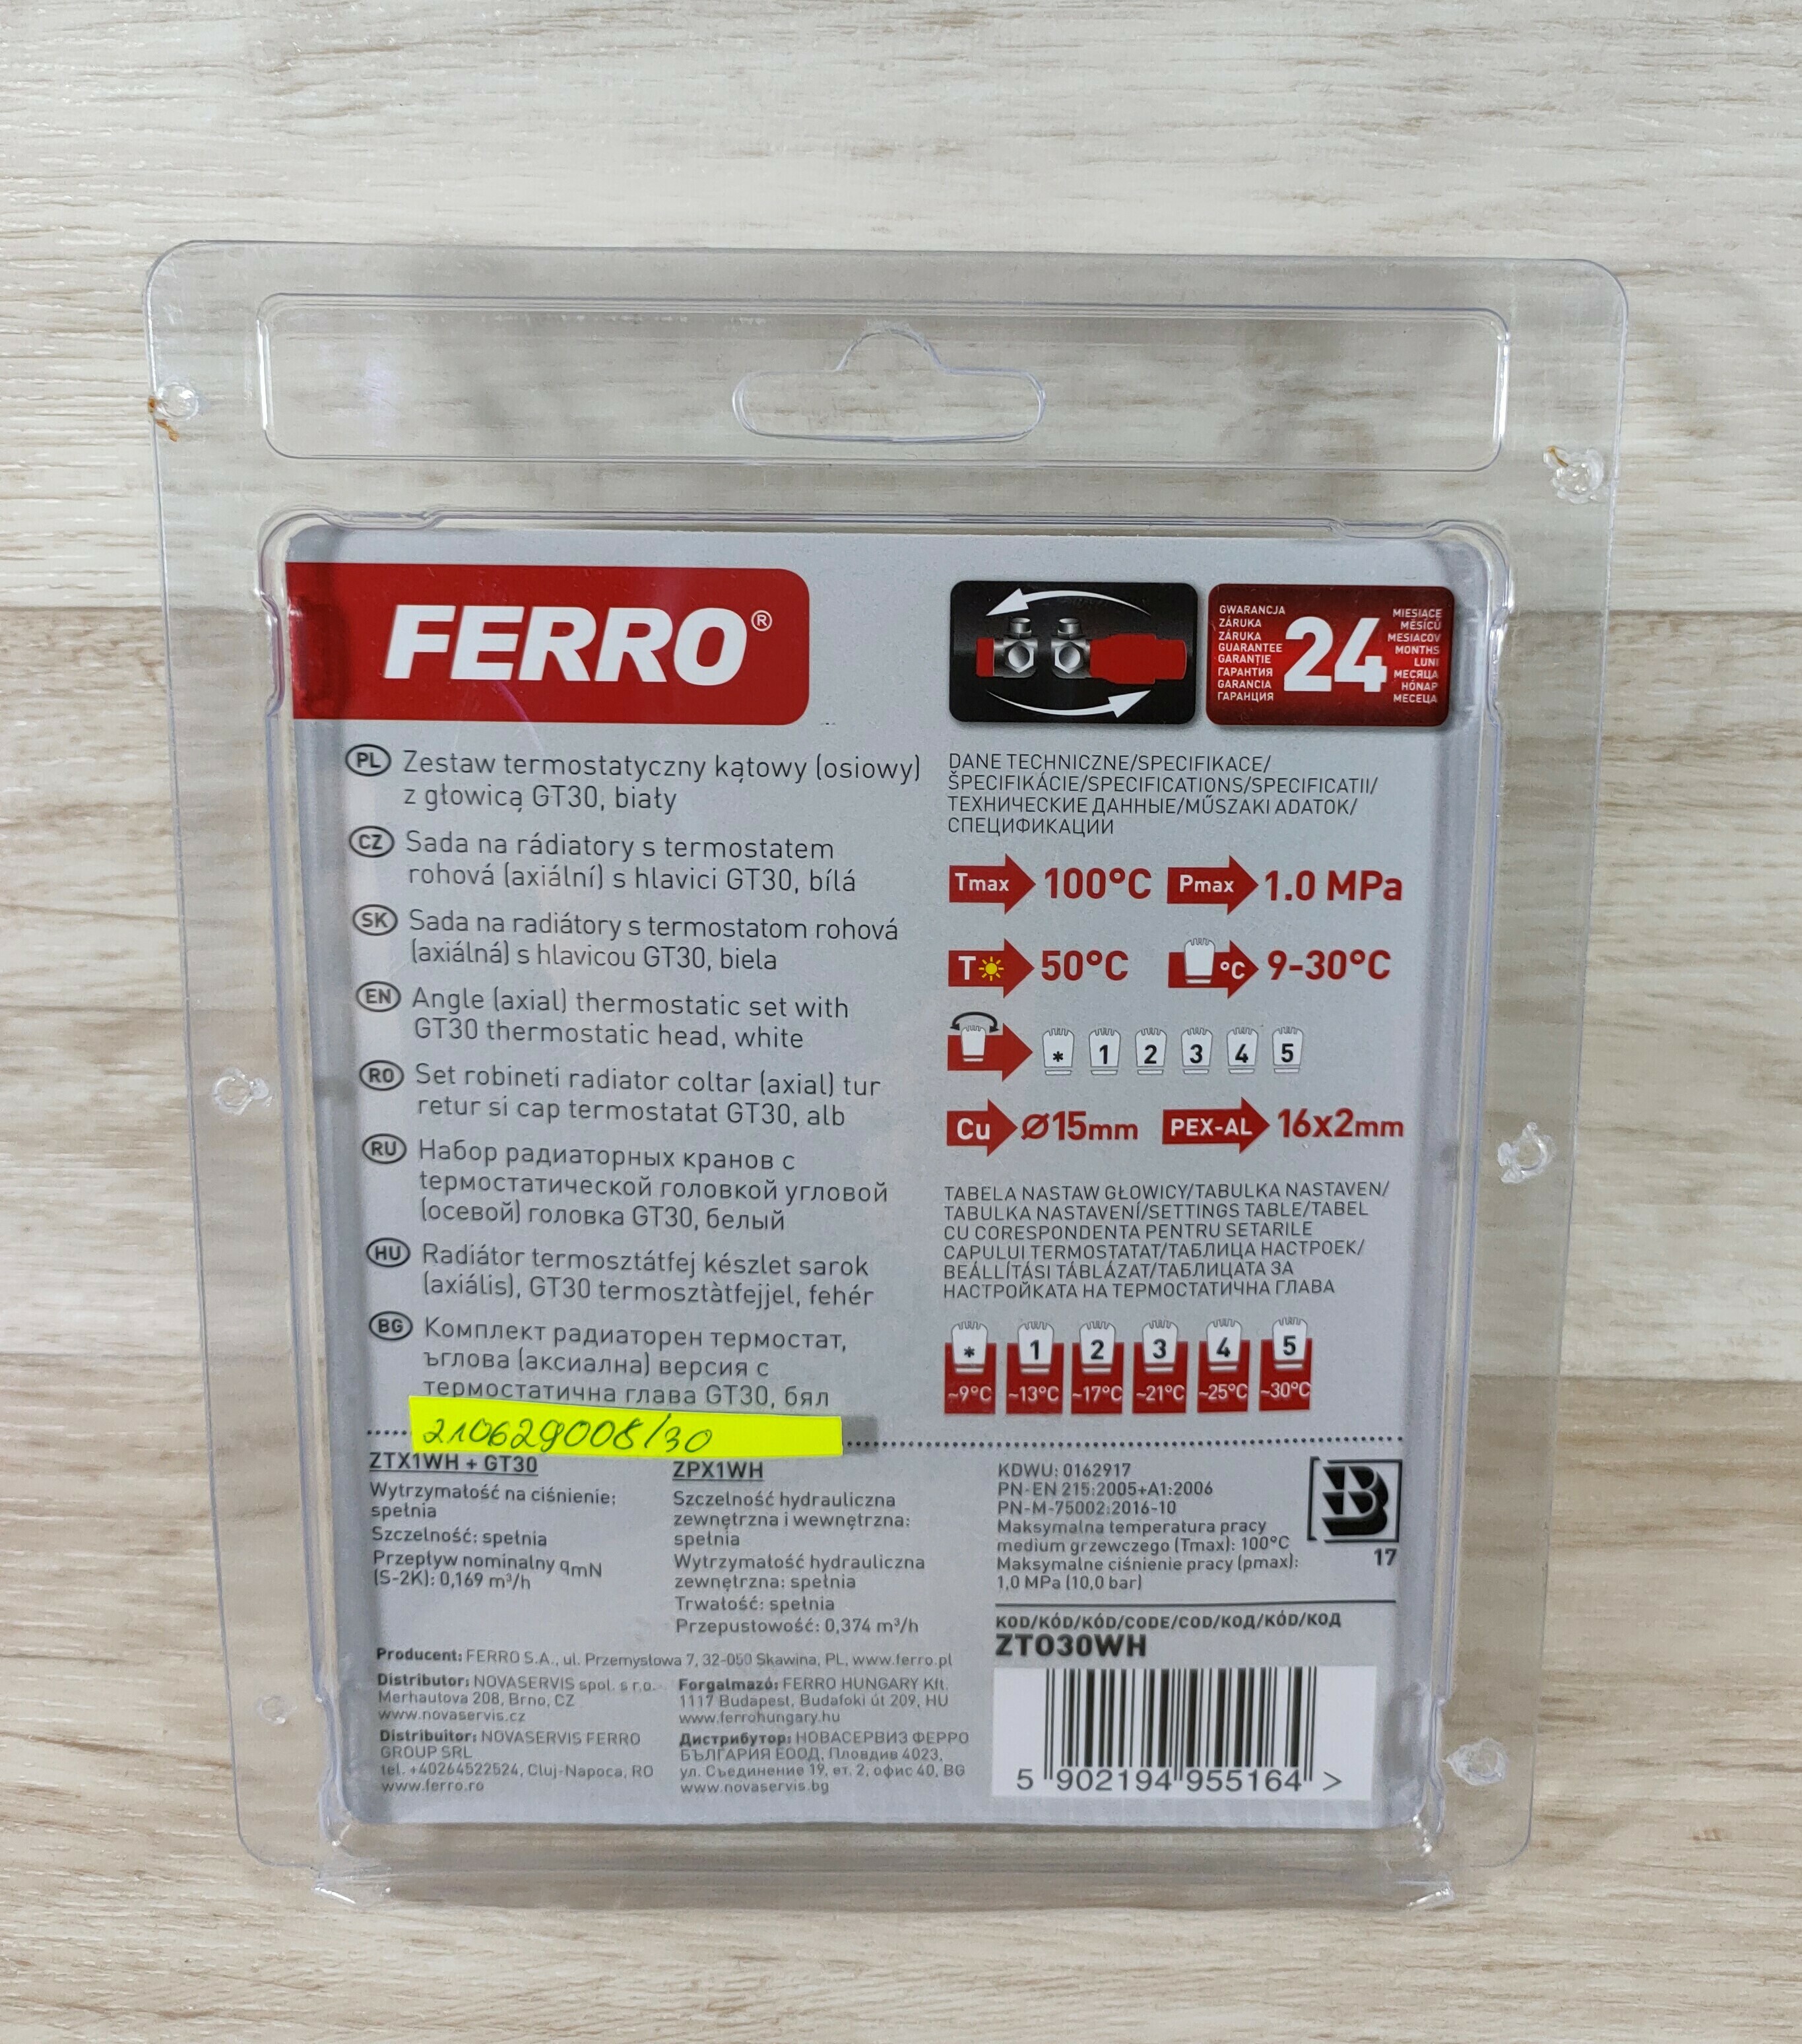 FERRO®
GWARANCJA
ZÁRUKA
ZÁRUKA
GUARANTEE
GARANȚIE
ГАРАНТИЯ
GARANCIA
ГАРАНЦИЯ
24
MIESIĄCE
MĚSÍCŮ
MESIACOV
MONTHS
LUNI
МЕСЯЦА
HÓNAP
МЕСЕЦА
PL Zestaw termostatyczny kątowy (osiowy)
z głowicą GT30, biały
CZ Sada na rádiatory s termostatem
rohová (axiální) s hlavici GT30, bílá
SK Sada na radiátory s termostatom rohová
(axiálná) s hlavicou GT30, biela
EN Angle (axial) thermostatic set with
GT30 thermostatic head, white
RO Set robineti radiator coltar (axial) tur
retur si cap termostatat GT30, alb
RU Набор радиаторных кранов с
термостатической головкой угловой
(осевой) головка GT30, белый
HU Radiátor termosztátfej készlet sarok
(axiális), GT30 termosztàtfejjel, fehér
BG Комплект радиаторен термостат,
ъглова (аксиална) версия с
термостатична глава GT30, бял
210629008/30
DANE TECHNICZNE/SPECIFIKACE/
ŠPECIFIKÁCIE/SPECIFICATIONS/SPECIFICATII/
ТЕХНИЧЕСКИЕ ДАННЫЕ/MŰSZAKI ADATOK/
СПЕЦИФИКАЦИИ
Tmax 100°C Pmax 1.0 MPa
T 50°C °C 9-30°C
* 1 2 3 4 5
Cu Ø15mm PEX-AL 16x2mm
TABELA NASTAW GŁOWICY/TABULKA NASTAVEN/
TABULKA NASTAVENÍ/SETTINGS TABLE/TABEL
CU CORESPONDENTA PENTRU SETARILE
CAPULUI TERMOSTATAT/ТАБЛИЦА НАСТРОЕК/
BEÁLLÍTÁSI TÁBLÁZAT/ТАБЛИЦАТА ЗА
НАСТРОЙКАТА НА ТЕРМОСТАТИЧНА ГЛАВА
* 1 2 3 4 5
~9°C ~13°C ~17°C ~21°C ~25°C ~30°C
ZTX1WH + GT30
Wytrzymałość na ciśnienie:
spełnia
Szczelność: spełnia
Przepływ nominalny qmN
(S-2K): 0,169 m³/h
ZPX1WH
Szczelność hydrauliczna
zewnętrzna i wewnętrzna:
spełnia
Wytrzymałość hydrauliczna
zewnętrzna: spełnia
Trwałość: spełnia
Przepustowość: 0,374 m³/h
KDWU: 0162917
PN-EN 215:2005+A1:2006
PN-M-75002:2016-10
Maksymalna temperatura pracy
medium grzewczego (Tmax): 100°C
Maksymalne ciśnienie pracy (pmax):
1,0 MPa (10,0 bar)
B
17
Producent: FERRO S.A., ul. Przemysłowa 7, 32-050 Skawina, PL, www.ferro.pl
Distributor: NOVASERVIS spol. s r.o.
Merhautova 208, Brno, CZ
www.novaservis.cz
Distribuitor: NOVASERVIS FERRO
GROUP SRL
tel. +40264522524, Cluj-Napoca, RO
www.ferro.ro
Forgalmazó: FERRO HUNGARY Kft.
1117 Budapest, Budafoki út 209, HU
www.ferrohungary.hu
Дистрибутор: НОВАСЕРВИЗ ФЕРРО
БЪЛГАРИЯ ЕООД, Пловдив 4023,
ул. Съединение 19, ет. 2, офис 40, BG
www.novaservis.bg
KOD/KÓD/KÓD/CODE/COD/КОД/KÓD/КОД
ZTO30WH
5 902194 955164 >